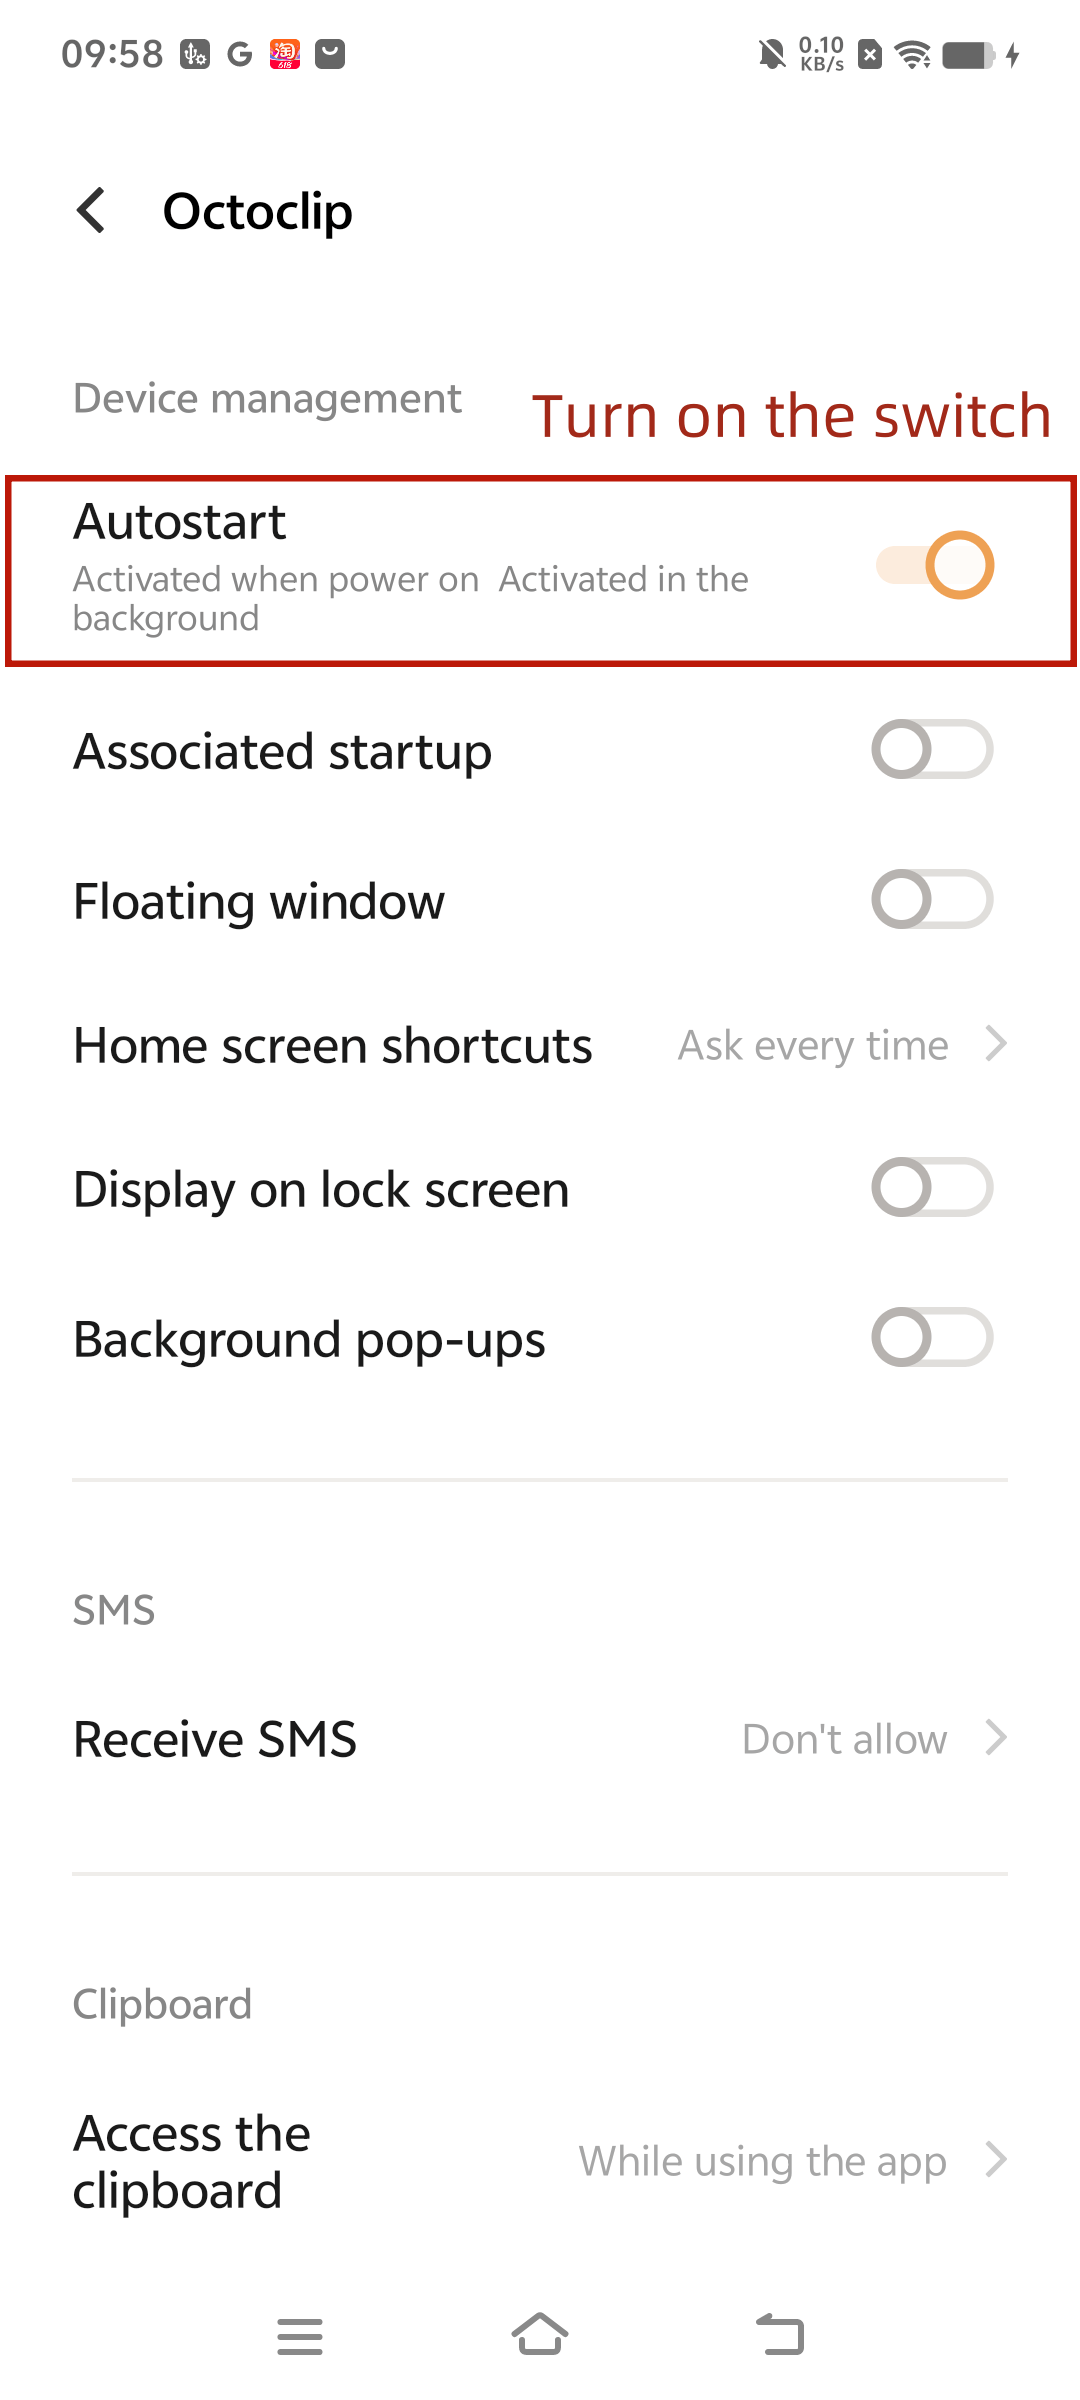 09:58
G
淘
618
0.10
KB/s
Octoclip
Device management
Turn on the switch
Autostart
Activated when power on  Activated in the
background
Associated startup
Floating window
Home screen shortcuts
Ask every time
Display on lock screen
Background pop-ups
SMS
Receive SMS
Don't allow
Clipboard
Access the
clipboard
While using the app